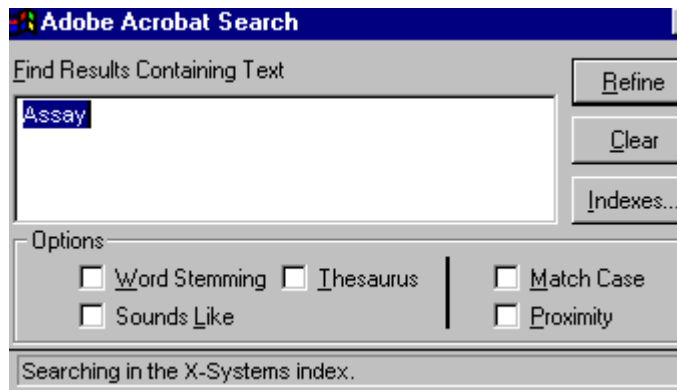 Adobe Acrobat Search
Find Results Containing Text
Refine
Assay
Clear
Indexes...
Options
Word Stemming Thesaurus Match Case
Sounds Like Proximity
Searching in the X-Systems index.